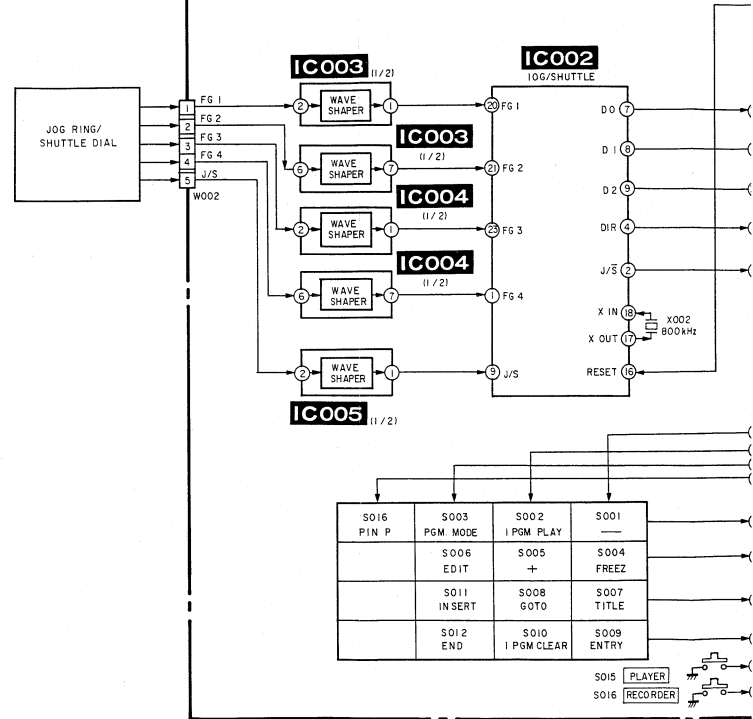 IC003 (1/2)
IC002
IOG/SHUTTLE
JOG RING/
SHUTTLE DIAL
1 FG 1
2 FG 2
3 FG 3
4 FG 4
5 J/S
W002
2 WAVE SHAPER 1
20 FG 1
D0 7
IC003
(1/2)
6 WAVE SHAPER 7
21 FG 2
D1 8
IC004
(1/2)
2 WAVE SHAPER 1
23 FG 3
D2 9
DIR 4
IC004
(1/2)
6 WAVE SHAPER 7
1 FG 4
J/S̅ 2
X IN 18
X002
800kHz
X OUT 17
2 WAVE SHAPER 1
9 J/S
RESET 16
IC005 (1/2)
S016 S003 S002 S001
PIN P PGM MODE 1 PGM PLAY —
S006 S005 S004
EDIT + FREEZ
S011 S008 S007
INSERT GOTO TITLE
S012 S010 S009
END 1 PGM CLEAR ENTRY
S015 PLAYER
S016 RECORDER